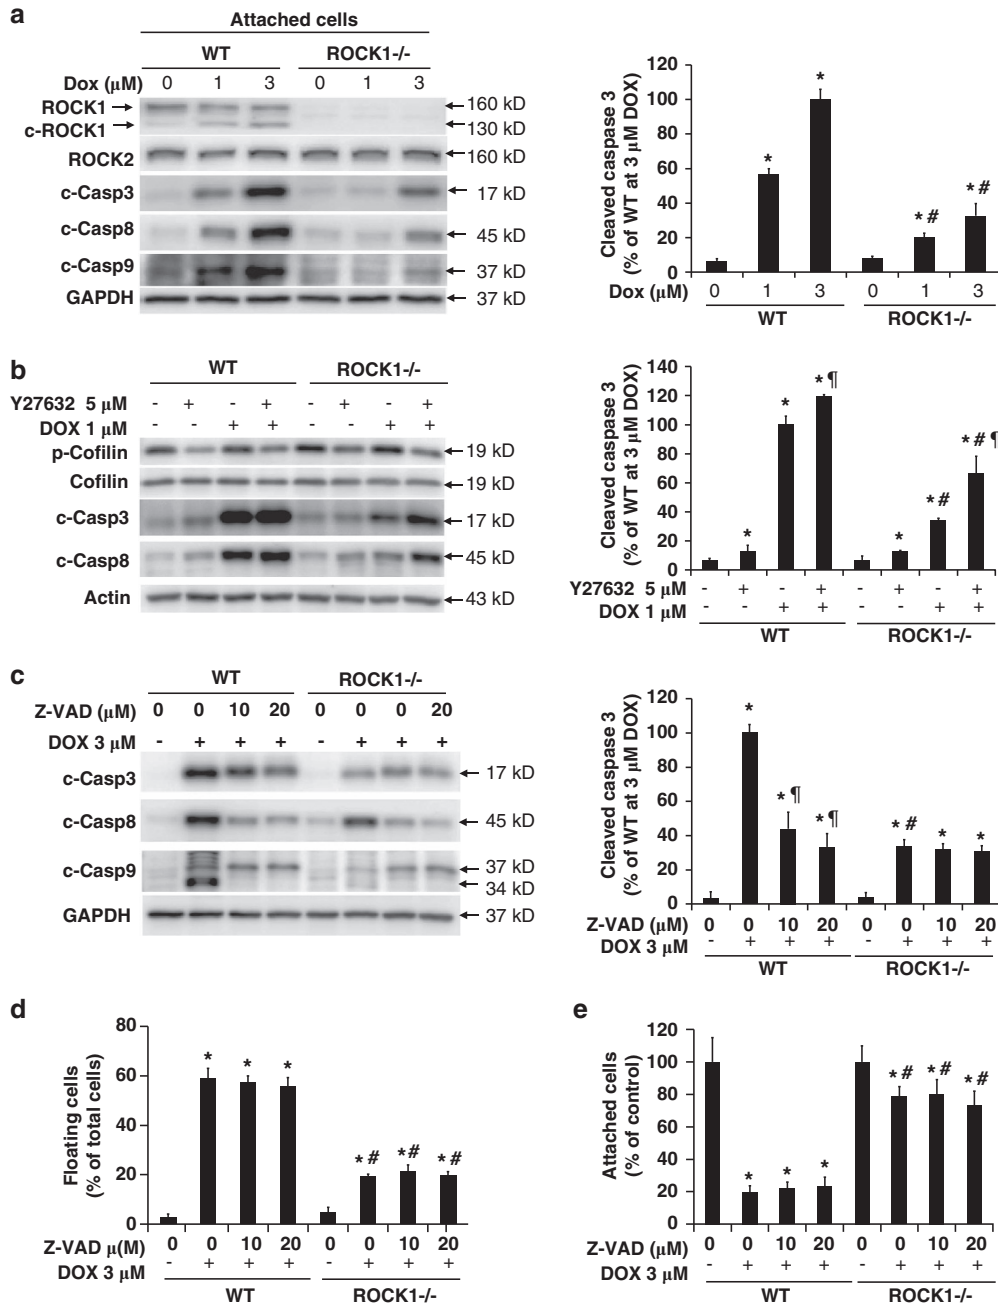 a
Attached cells
WT ROCK1-/-
Dox (μM) 0 1 3 0 1 3
ROCK1 160 kD
c-ROCK1 130 kD
ROCK2 160 kD
c-Casp3 17 kD
c-Casp8 45 kD
c-Casp9 37 kD
GAPDH 37 kD
Cleaved caspase 3
(% of WT at 3 μM DOX)
120
100
80
60
40
20
0
* * * # * #
Dox (μM) 0 1 3 0 1 3
WT ROCK1-/-
b
WT ROCK1-/-
Y27632 5 μM - + - + - + - +
DOX 1 μM - - + + - - + +
p-Cofilin 19 kD
Cofilin 19 kD
c-Casp3 17 kD
c-Casp8 45 kD
Actin 43 kD
Cleaved caspase 3
(% of WT at 3 μM DOX)
140
120
100
80
60
40
20
0
* * * ¶ * * # * # ¶
Y27632 5 μM - + - + - + - +
DOX 1 μM - - + + - - + +
WT ROCK1-/-
c
WT ROCK1-/-
Z-VAD (μM) 0 0 10 20 0 0 0 20
DOX 3 μM - + + + - + + +
c-Casp3 17 kD
c-Casp8 45 kD
c-Casp9 37 kD
34 kD
GAPDH 37 kD
Cleaved caspase 3
(% of WT at 3 μM DOX)
120
100
80
60
40
20
0
* * ¶ * ¶ * # * *
Z-VAD (μM) 0 0 10 20 0 0 10 20
DOX 3 μM - + + + - + + +
WT ROCK1-/-
d
Floating cells
(% of total cells)
80
60
40
20
0
* * * * # * # * #
Z-VAD μ(M) 0 0 10 20 0 0 10 20
DOX 3 μM - + + + - + + +
WT ROCK1-/-
e
Attached cells
(% of control)
120
100
80
60
40
20
0
* * * * # * # * #
Z-VAD (μM) 0 0 10 20 0 0 10 20
DOX 3 μM - + + + - + + +
WT ROCK1-/-